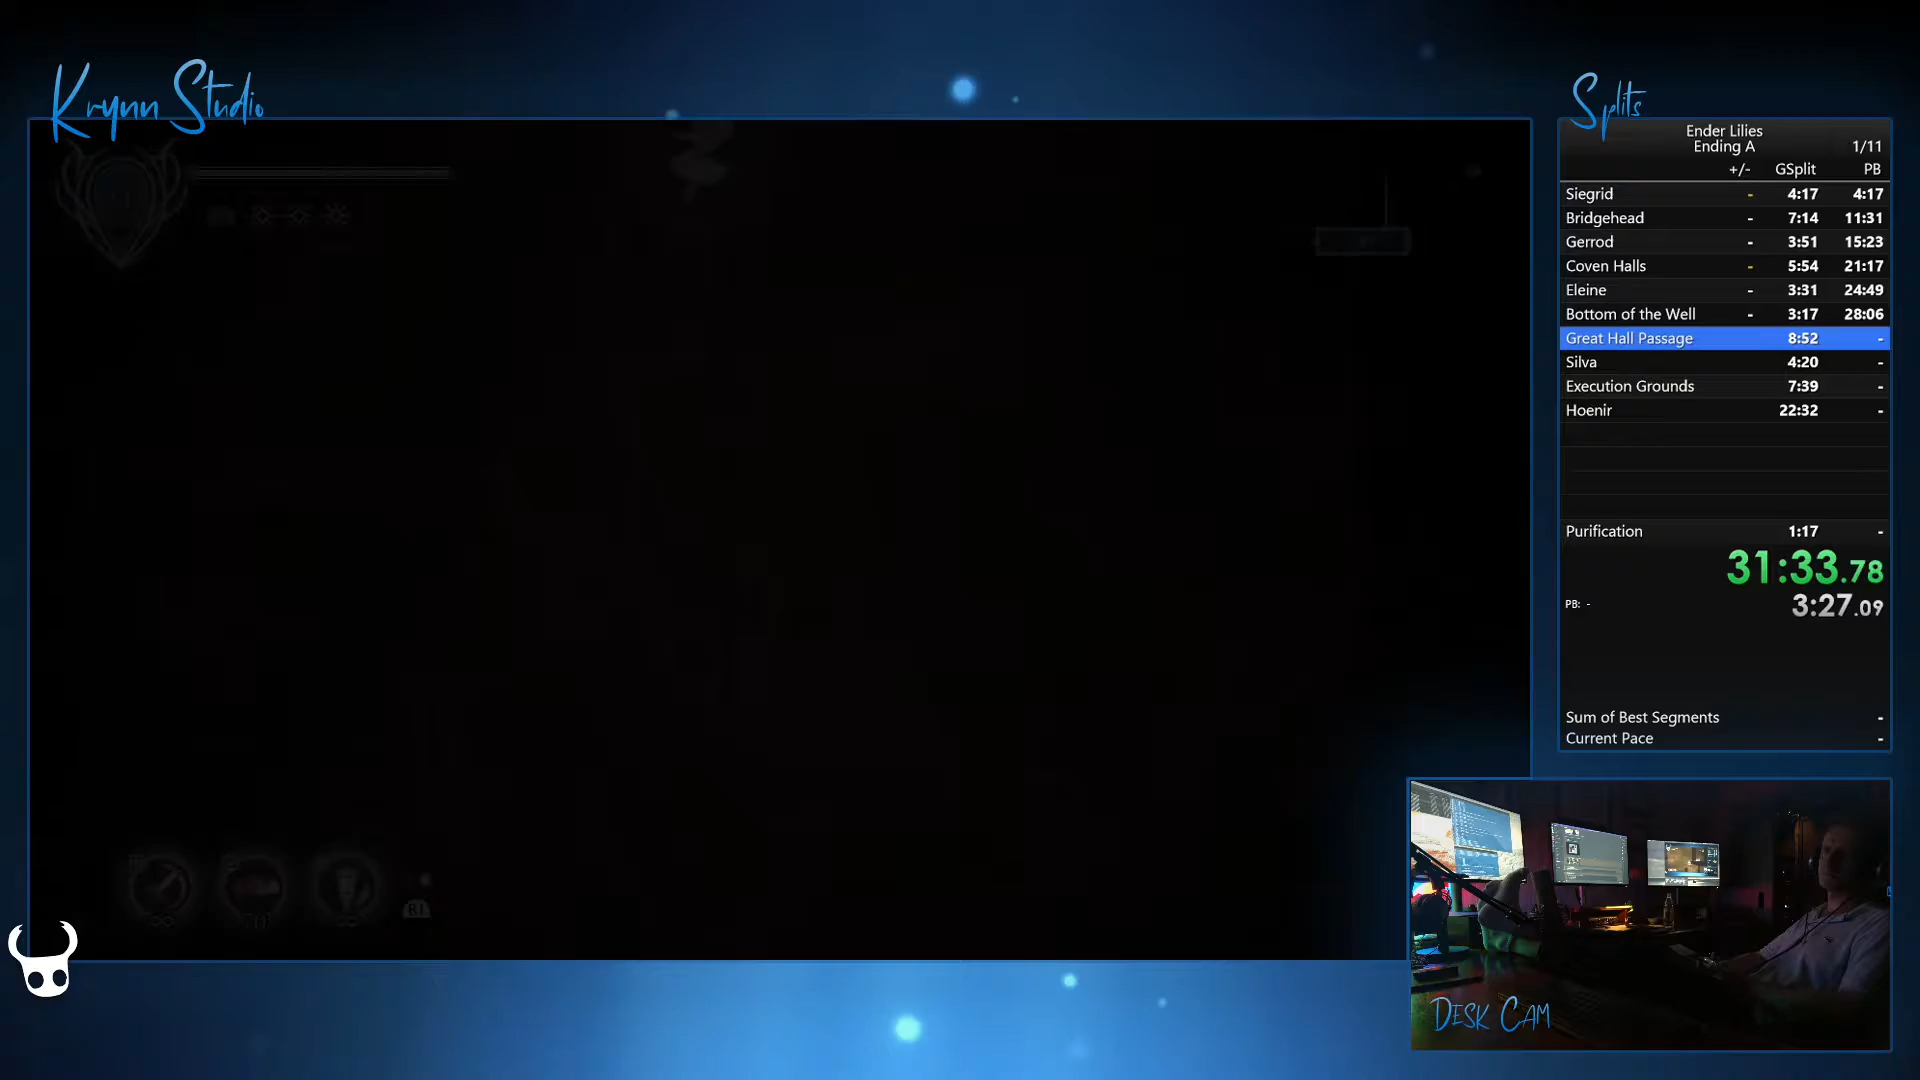 Krynn Studio
Splits
Ender Lilies
Ending A 1/11
+/- GSplit PB
Siegrid - 4:17 4:17
Bridgehead - 7:14 11:31
Gerrod - 3:51 15:23
Coven Halls - 5:54 21:17
Eleine - 3:31 24:49
Bottom of the Well - 3:17 28:06
Great Hall Passage 8:52 -
Silva 4:20 -
Execution Grounds 7:39 -
Hoenir 22:32 -
Purification 1:17 -
31:33.78
PB: - 3:27.09
Sum of Best Segments -
Current Pace -
R1
Desk Cam